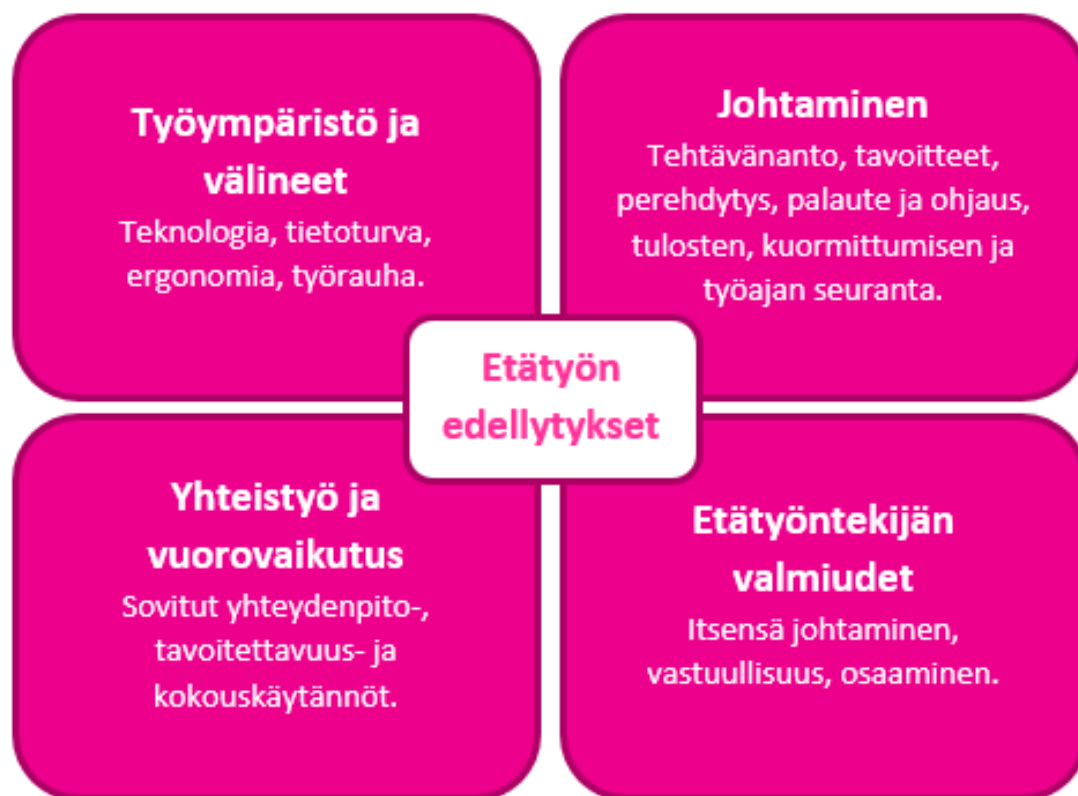 Työympäristö ja
välineet
Teknologia, tietoturva,
ergonomia, työrauha.
Johtaminen
Tehtävänanto, tavoitteet,
perehdytys, palaute ja ohjaus,
tulosten, kuormittumisen ja
työajan seuranta.
Etätyön
edellytykset
Yhteistyö ja
vuorovaikutus
Sovitut yhteydenpito-,
tavoitettavuus- ja
kokouskäytännöt.
Etätyöntekijän
valmiudet
Itsensä johtaminen,
vastuullisuus, osaaminen.